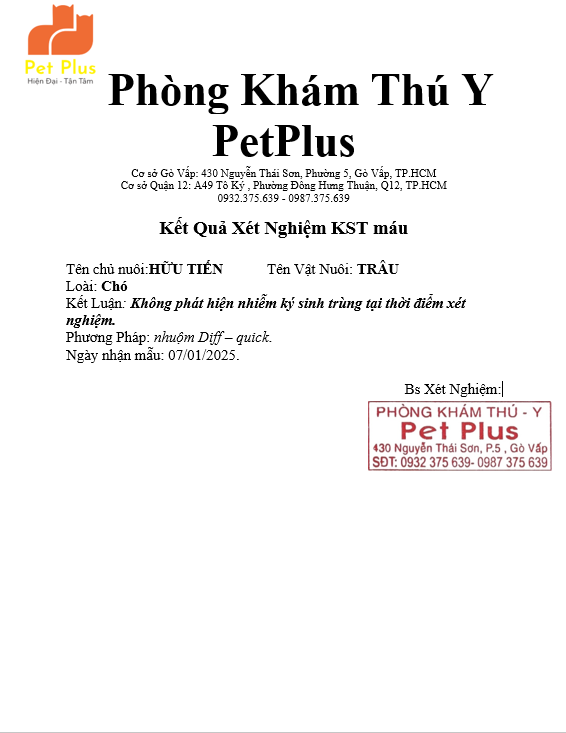 Pet Plus
Hiện Đại - Tận Tâm
Phòng Khám Thú Y
PetPlus
Cơ sở Gò Vấp: 430 Nguyễn Thái Sơn, Phường 5, Gò Vấp, TP.HCM
Cơ sở Quận 12: A49 Tô Ký , Phường Đông Hưng Thuận, Q12, TP.HCM
0932.375.639 - 0987.375.639
Kết Quả Xét Nghiệm KST máu
Tên chủ nuôi:HỮU TIẾN Tên Vật Nuôi: TRÂU
Loài: Chó
Kết Luận: Không phát hiện nhiễm ký sinh trùng tại thời điểm xét
nghiệm.
Phương Pháp: nhuộm Diff – quick.
Ngày nhận mẫu: 07/01/2025.
Bs Xét Nghiệm:
PHÒNG KHÁM THÚ - Y
Pet Plus
430 Nguyễn Thái Sơn, P.5 , Gò Vấp
SĐT: 0932 375 639- 0987 375 639